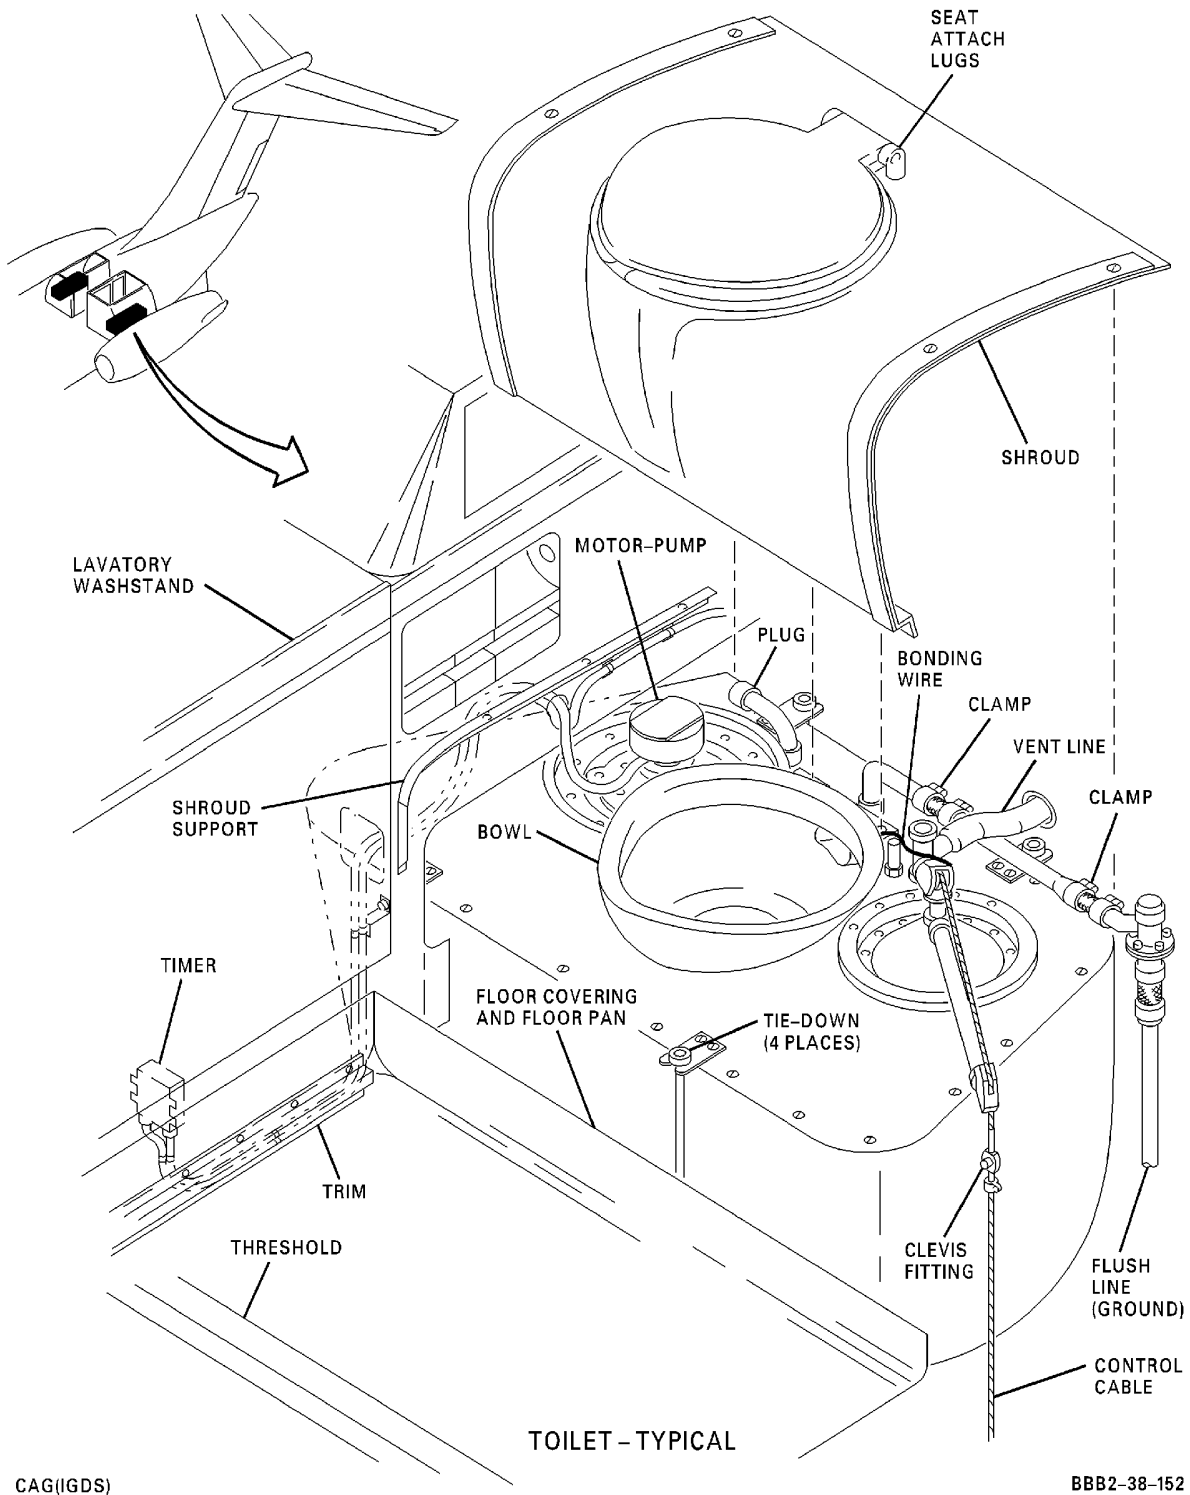 SEAT
ATTACH
LUGS
SHROUD
LAVATORY
WASHSTAND
MOTOR-PUMP
PLUG
BONDING
WIRE
CLAMP
VENT LINE
CLAMP
SHROUD
SUPPORT
BOWL
TIMER
FLOOR COVERING
AND FLOOR PAN
TIE-DOWN
(4 PLACES)
TRIM
THRESHOLD
CLEVIS
FITTING
FLUSH
LINE
(GROUND)
CONTROL
CABLE
TOILET – TYPICAL
CAG(IGDS)
BBB2-38-152